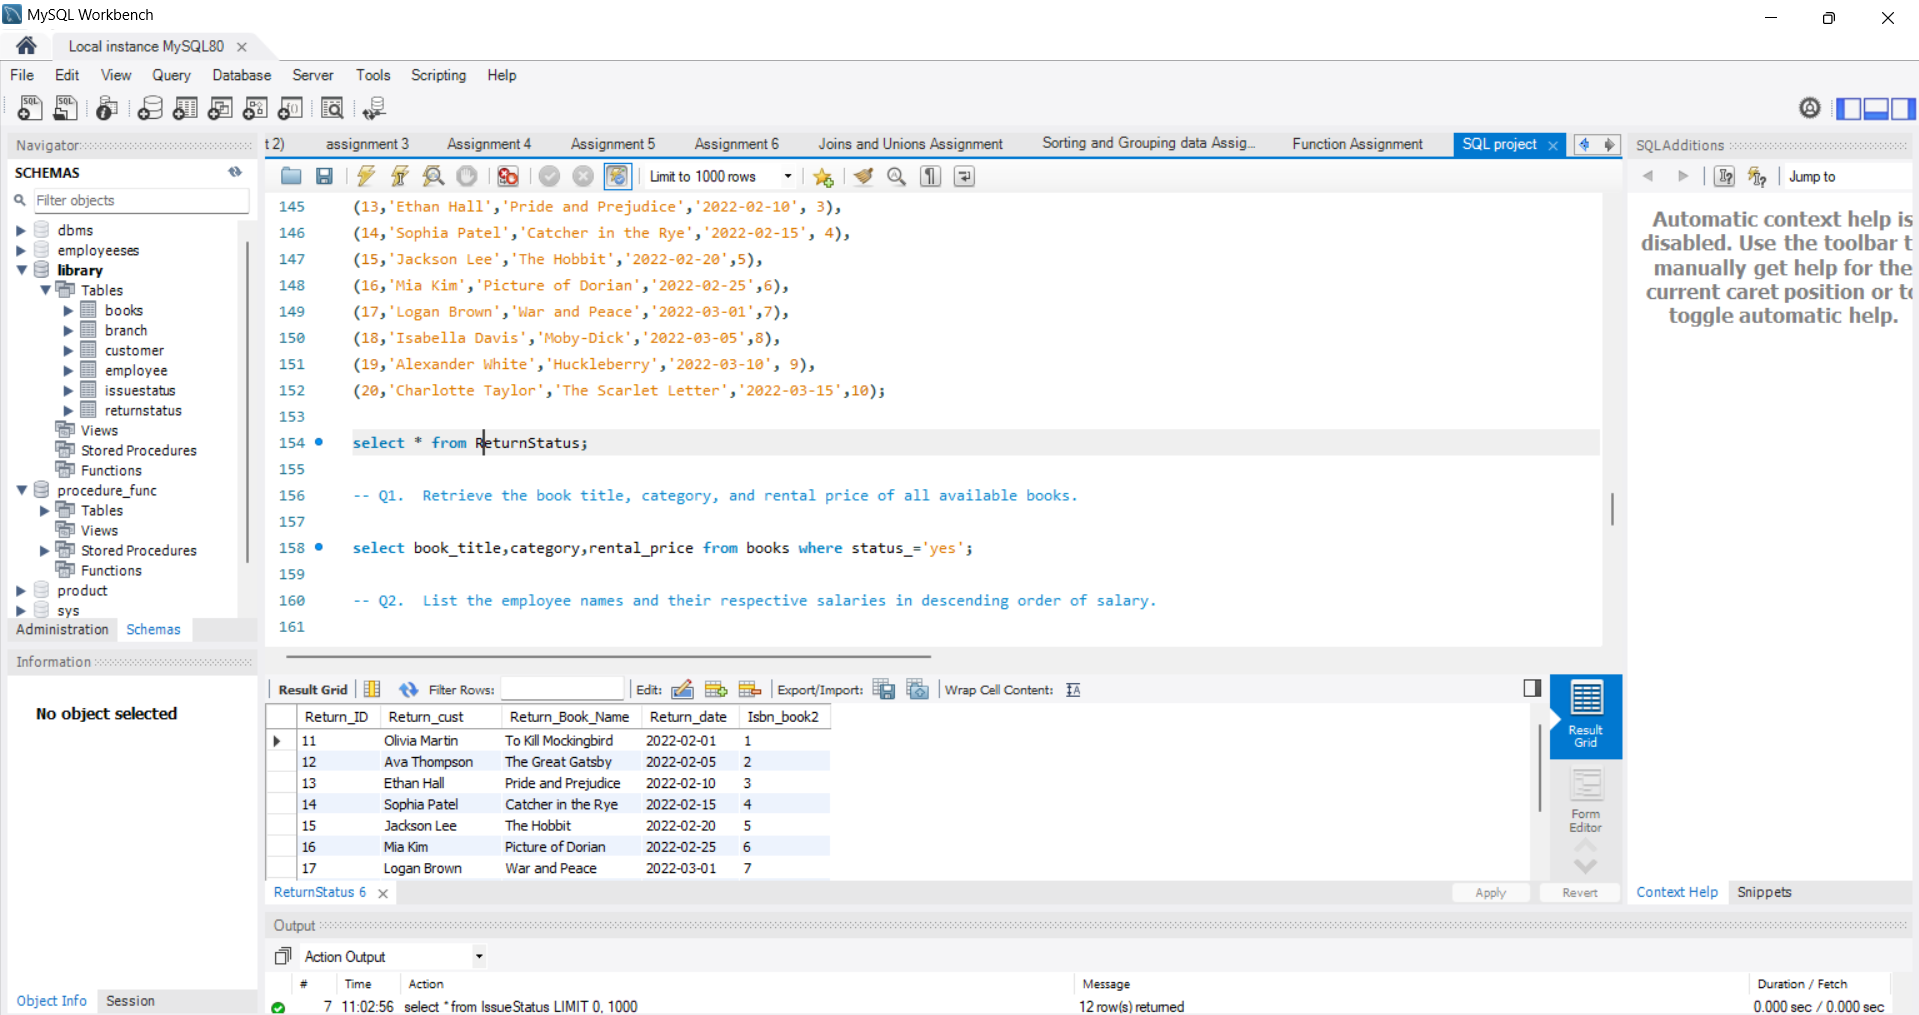 MySQL Workbench
Local instance MySQL80
File Edit View Query Database Server Tools Scripting Help
Navigator
SCHEMAS
Filter objects
dbms
employeeses
library
Tables
books
branch
customer
employee
issuestatus
returnstatus
Views
Stored Procedures
Functions
procedure_func
Tables
Views
Stored Procedures
Functions
product
sys
Administration Schemas
Information
No object selected
Object Info Session
t 2) assignment 3 Assignment 4 Assignment 5 Assignment 6 Joins and Unions Assignment Sorting and Grouping data Assig... Function Assignment SQL project
Limit to 1000 rows
145 (13,'Ethan Hall','Pride and Prejudice','2022-02-10', 3),
146 (14,'Sophia Patel','Catcher in the Rye','2022-02-15', 4),
147 (15,'Jackson Lee','The Hobbit','2022-02-20',5),
148 (16,'Mia Kim','Picture of Dorian','2022-02-25',6),
149 (17,'Logan Brown','War and Peace','2022-03-01',7),
150 (18,'Isabella Davis','Moby-Dick','2022-03-05',8),
151 (19,'Alexander White','Huckleberry','2022-03-10', 9),
152 (20,'Charlotte Taylor','The Scarlet Letter','2022-03-15',10);
153
154 select * from ReturnStatus;
155
156 -- Q1.  Retrieve the book title, category, and rental price of all available books.
157
158 select book_title,category,rental_price from books where status_='yes';
159
160 -- Q2.  List the employee names and their respective salaries in descending order of salary.
161
Result Grid Filter Rows: Edit: Export/Import: Wrap Cell Content:
Return_ID Return_cust Return_Book_Name Return_date Isbn_book2
11 Olivia Martin To Kill Mockingbird 2022-02-01 1
12 Ava Thompson The Great Gatsby 2022-02-05 2
13 Ethan Hall Pride and Prejudice 2022-02-10 3
14 Sophia Patel Catcher in the Rye 2022-02-15 4
15 Jackson Lee The Hobbit 2022-02-20 5
16 Mia Kim Picture of Dorian 2022-02-25 6
17 Logan Brown War and Peace 2022-03-01 7
Result
Grid
Form
Editor
ReturnStatus 6 Apply Revert
Output
Action Output
# Time Action Message Duration / Fetch
7 11:02:56 select * from IssueStatus LIMIT 0, 1000 12 row(s) returned 0.000 sec / 0.000 sec
SQLAdditions
Jump to
Automatic context help is
disabled. Use the toolbar t
manually get help for the
current caret position or to
toggle automatic help.
Context Help Snippets